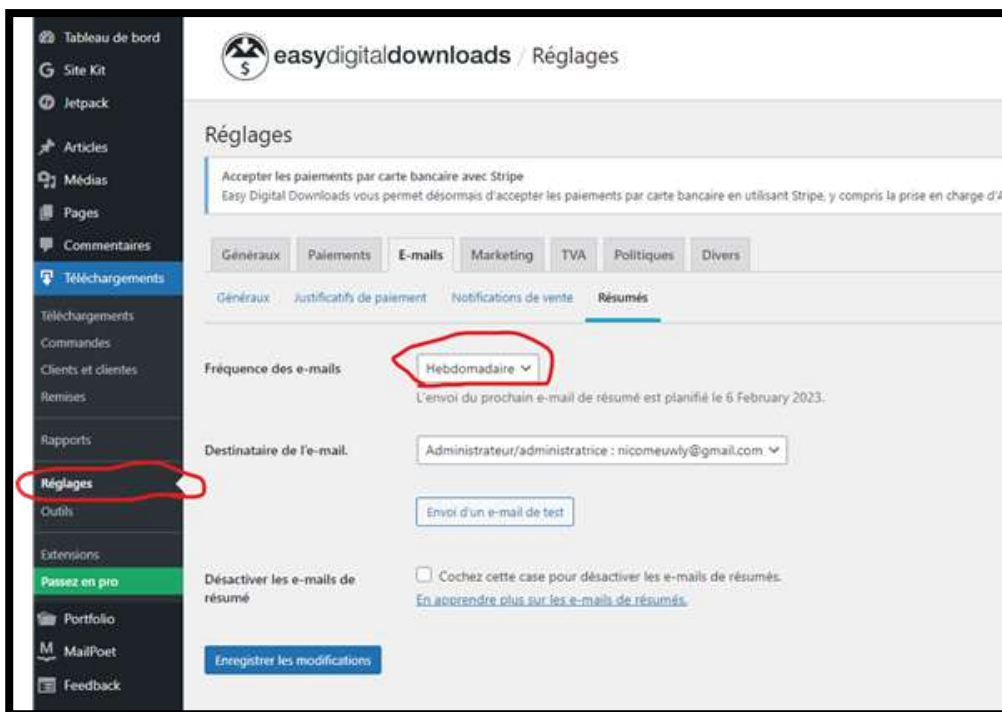 Tableau de bord
Site Kit
Jetpack
Articles
Médias
Pages
Commentaires
Téléchargements
Téléchargements
Commandes
Clients et clientes
Remises
Rapports
Réglages
Outils
Extensions
Passez en pro
Portfolio
MailPoet
Feedback
easydigitaldownloads / Réglages
Réglages
Accepter les paiements par carte bancaire avec Stripe
Easy Digital Downloads vous permet désormais d'accepter les paiements par carte bancaire en utilisant Stripe, y compris la prise en charge d'A
Généraux Paiements E-mails Marketing TVA Politiques Divers
Généraux Justificatifs de paiement Notifications de vente Résumés
Fréquence des e-mails Hebdomadaire
L'envoi du prochain e-mail de résumé est planifié le 6 February 2023.
Destinataire de l'e-mail. Administrateur/administratrice : nicomeuwly@gmail.com
Envoi d'un e-mail de test
Désactiver les e-mails de résumé Cochez cette case pour désactiver les e-mails de résumés.
En apprendre plus sur les e-mails de résumés.
Enregistrer les modifications